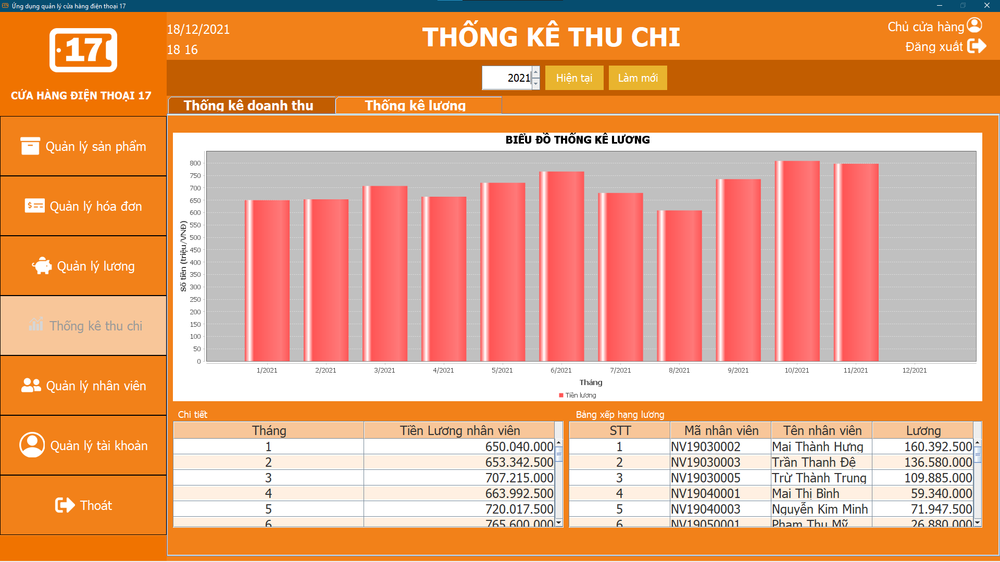 Ứng dụng quản lý cửa hàng điện thoại 17
17
CỨA HÀNG ĐIỆN THOẠI 17
18/12/2021
18 16
THỐNG KÊ THU CHI
Chủ cửa hàng
Đăng xuất
2021
Hiện tại
Làm mới
Quản lý sản phẩm
Quản lý hóa đơn
Quản lý lương
Thống kê thu chi
Quản lý nhân viên
Quản lý tài khoản
Thoát
Thống kê doanh thu
Thống kê lương
BIỂU ĐỒ THỐNG KÊ LƯƠNG
Số tiền (triệu/VNĐ)
800
750
700
650
600
550
500
450
400
350
300
250
200
150
100
50
0
1/2021 2/2021 3/2021 4/2021 5/2021 6/2021 7/2021 8/2021 9/2021 10/2021 11/2021 12/2021
Tháng
Tiền lương
Chi tiết
Tháng Tiền Lương nhân viên
1 650.040.000
2 653.342.500
3 707.215.000
4 663.992.500
5 720.017.500
6 765.600.000
Bảng xếp hạng lương
STT Mã nhân viên Tên nhân viên Lương
1 NV19030002 Mai Thành Hưng 160.392.500
2 NV19030003 Trần Thanh Đệ 136.580.000
3 NV19030005 Trừ Thành Trung 109.885.000
4 NV19040001 Mai Thị Bình 59.340.000
5 NV19040003 Nguyễn Kim Minh 71.947.500
6 NV19050001 Phạm Thu Mỹ 26.880.000